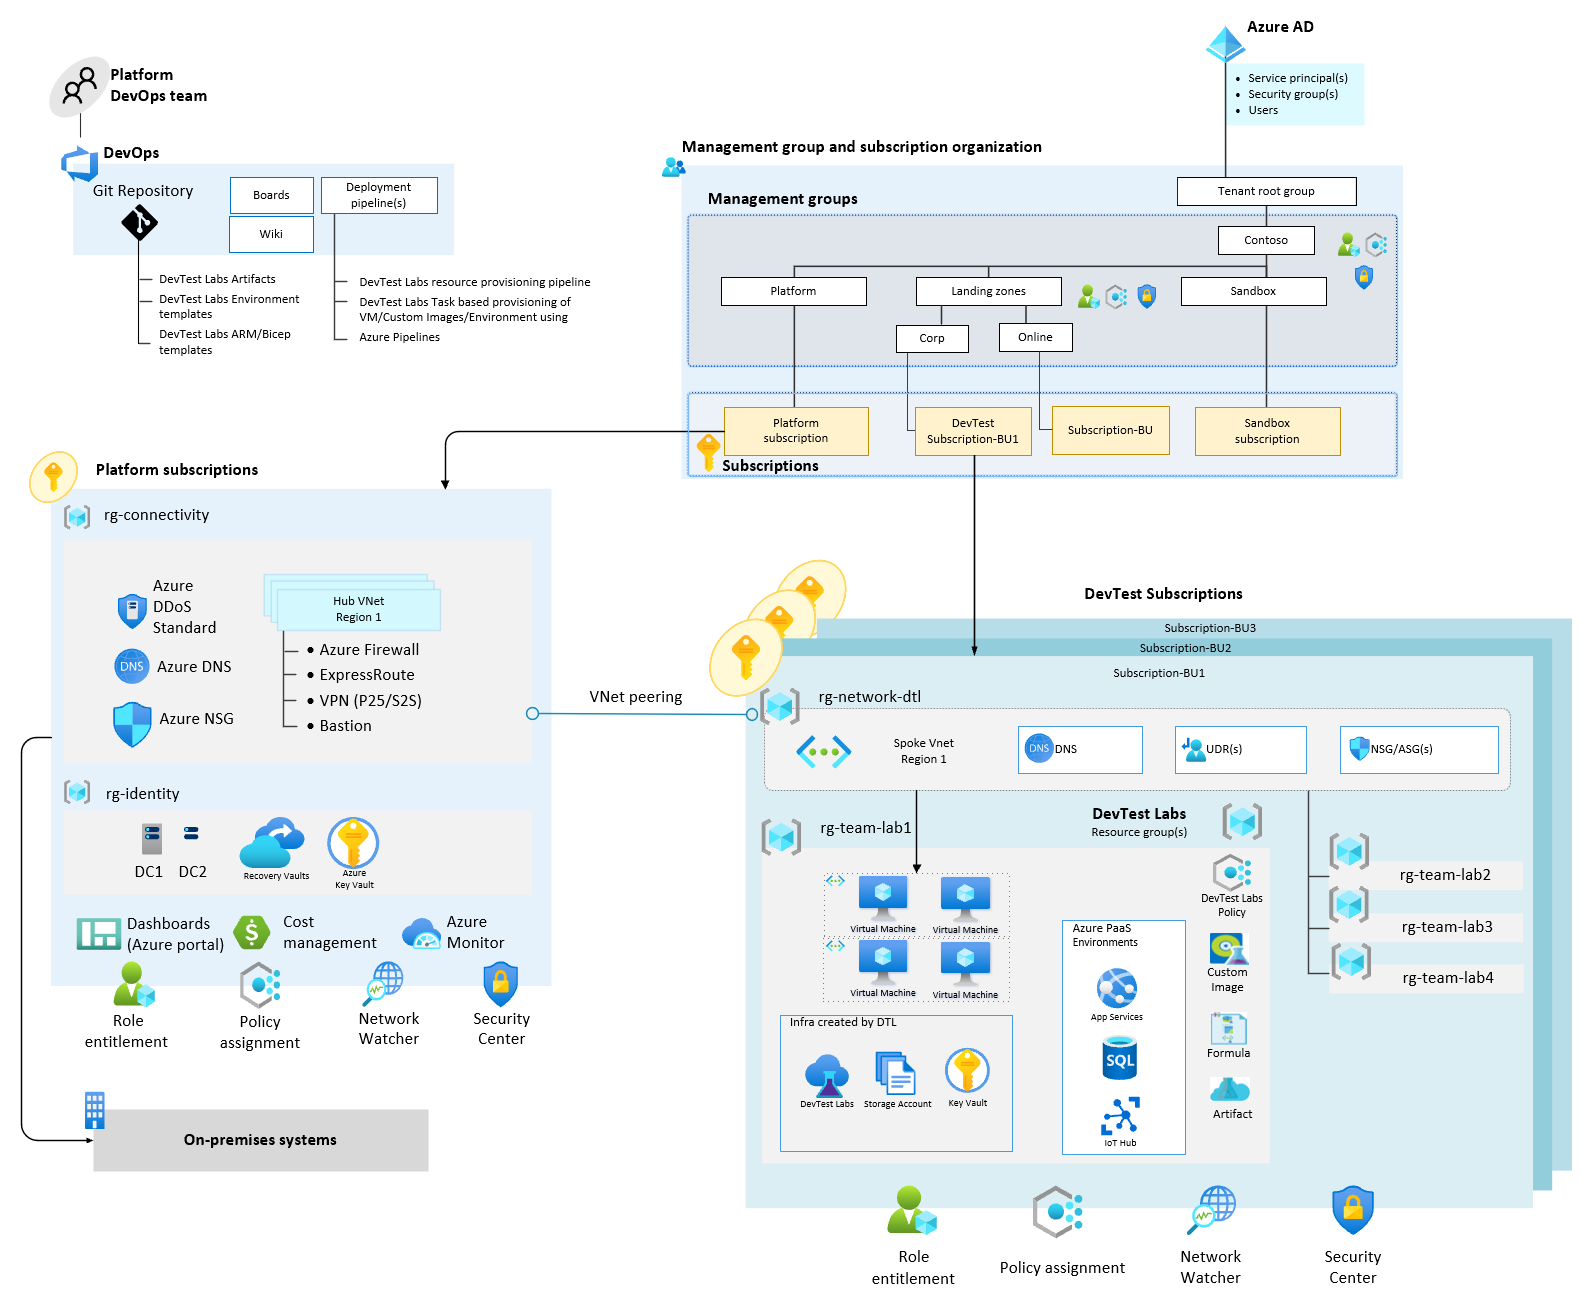 Azure AD
• Service principal(s)
• Security group(s)
• Users
Platform
DevOps team
DevOps
Git Repository
Boards
Wiki
Deployment
pipeline(s)
DevTest Labs Artifacts
DevTest Labs Environment
templates
DevTest Labs ARM/Bicep
templates
DevTest Labs resource provisioning pipeline
DevTest Labs Task based provisioning of
VM/Custom Images/Environment using
Azure Pipelines
Management group and subscription organization
Tenant root group
Management groups
Contoso
Platform
Landing zones
Sandbox
Corp
Online
Platform
subscription
DevTest
Subscription-BU1
Subscription-BU
Sandbox
subscription
Subscriptions
Platform subscriptions
rg-connectivity
Azure
DDoS
Standard
Azure DNS
DNS
Azure NSG
Hub VNet
Region 1
• Azure Firewall
• ExpressRoute
• VPN (P25/S2S)
• Bastion
rg-identity
DC1
DC2
Recovery Vaults
Azure
Key Vault
Dashboards
(Azure portal)
Cost
management
Azure
Monitor
Role
entitlement
Policy
assignment
Network
Watcher
Security
Center
On-premises systems
VNet peering
DevTest Subscriptions
Subscription-BU3
Subscription-BU2
Subscription-BU1
rg-network-dtl
Spoke Vnet
Region 1
DNS
DNS
UDR(s)
NSG/ASG(s)
rg-team-lab1
DevTest Labs
Resource group(s)
Virtual Machine
Virtual Machine
Virtual Machine
Virtual Machine
Infra created by DTL
DevTest Labs
Storage Account
Key Vault
Azure PaaS
Environments
App Services
SQL
IoT Hub
DevTest Labs
Policy
Custom
Image
Formula
Artifact
rg-team-lab2
rg-team-lab3
rg-team-lab4
Role
entitlement
Policy assignment
Network
Watcher
Security
Center